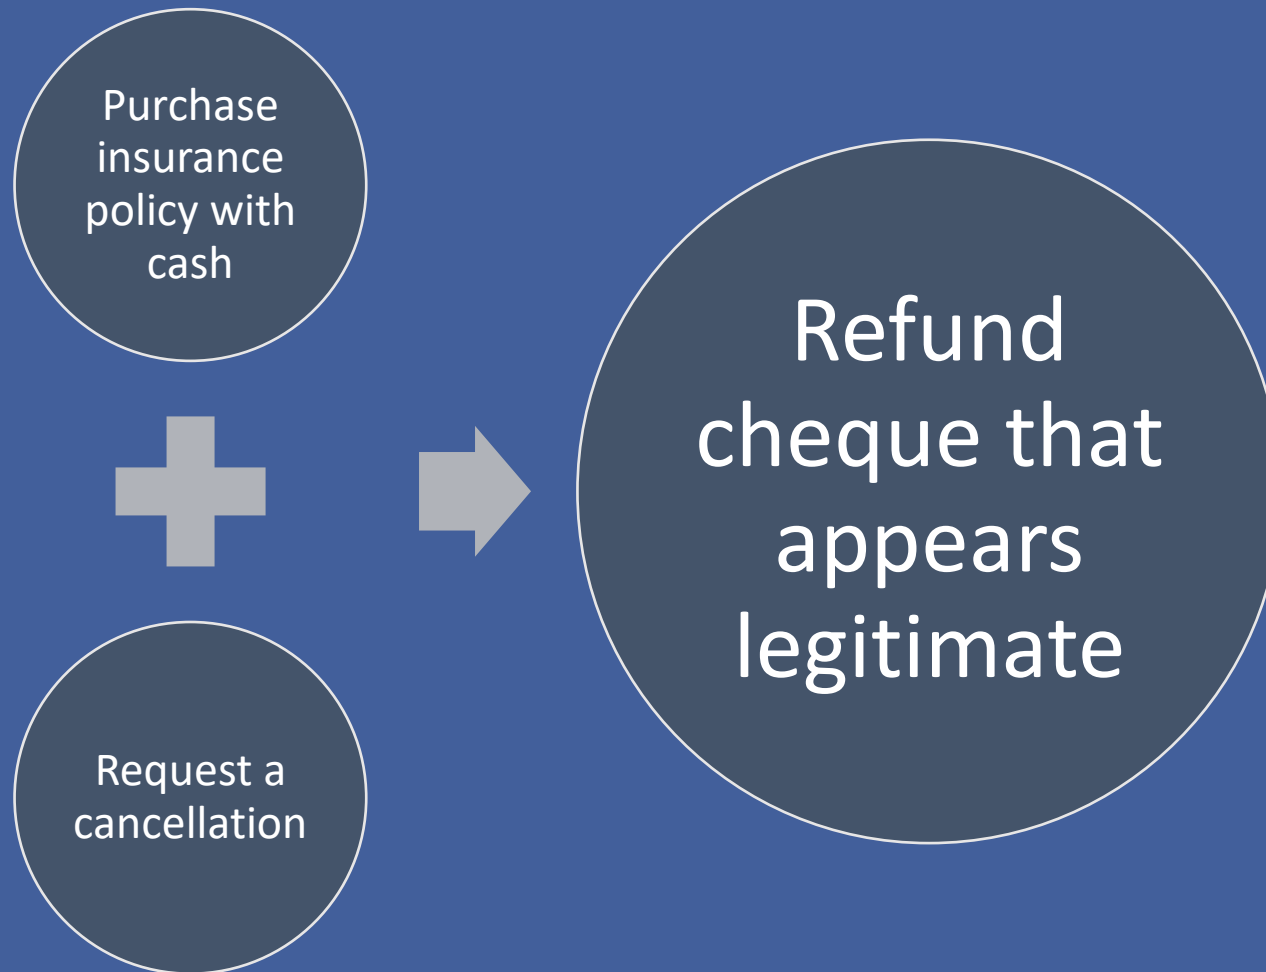 Purchase
insurance
policy with
cash
Request a
cancellation
Refund
cheque that
appears
legitimate